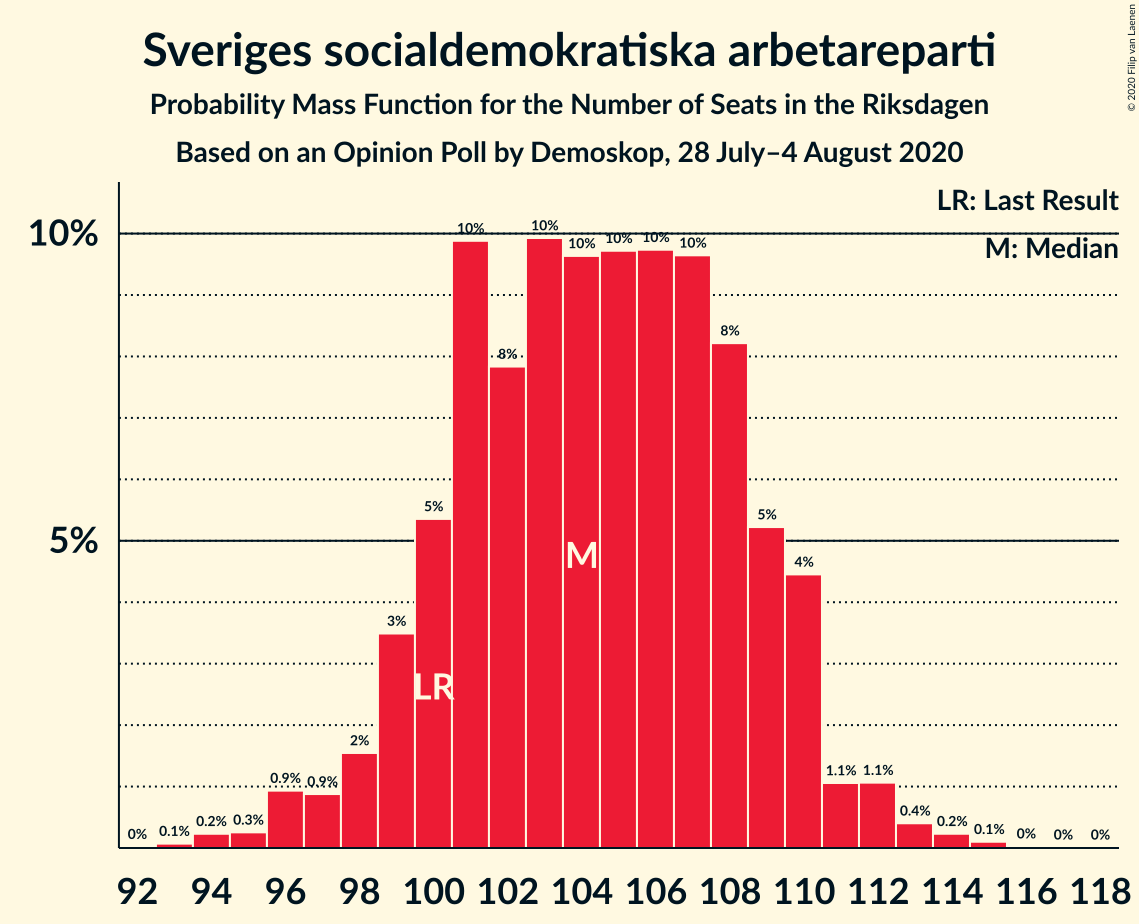 Sveriges socialdemokratiska arbetareparti
Probability Mass Function for the Number of Seats in the Riksdagen
Based on an Opinion Poll by Demoskop, 28 July–4 August 2020
© 2020 Filip van Laenen
LR: Last Result
M: Median
10%
5%
0% 0.1% 0.2% 0.3% 0.9% 0.9% 2% 3% 5% 10% 8% 10% 10% 10% 10% 10% 8% 5% 4% 1.1% 1.1% 0.4% 0.2% 0.1% 0% 0% 0%
M
LR
92 94 96 98 100 102 104 106 108 110 112 114 116 118